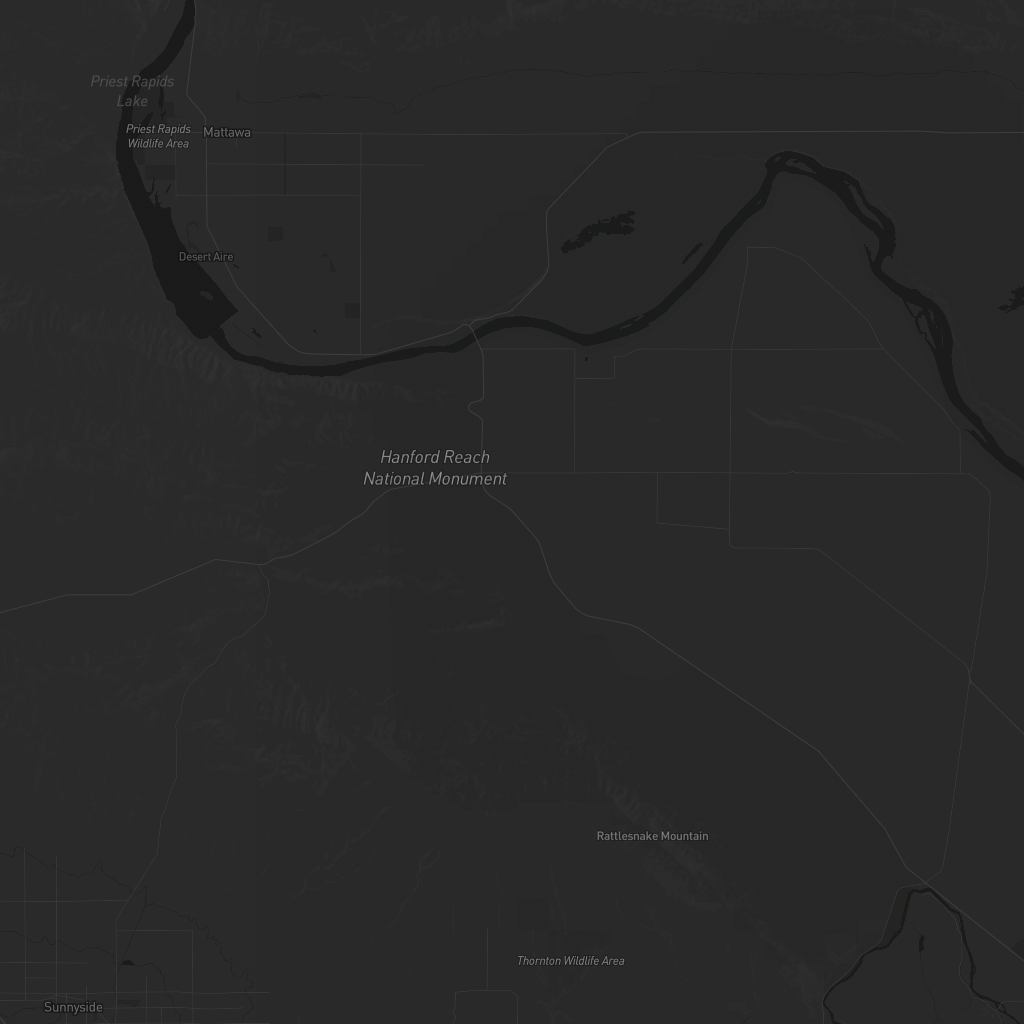 Priest Rapids
Lake
Priest Rapids
Wildlife Area
Mattawa
Desert Aire
Hanford Reach
National Monument
Rattlesnake Mountain
Thornton Wildlife Area
Sunnyside